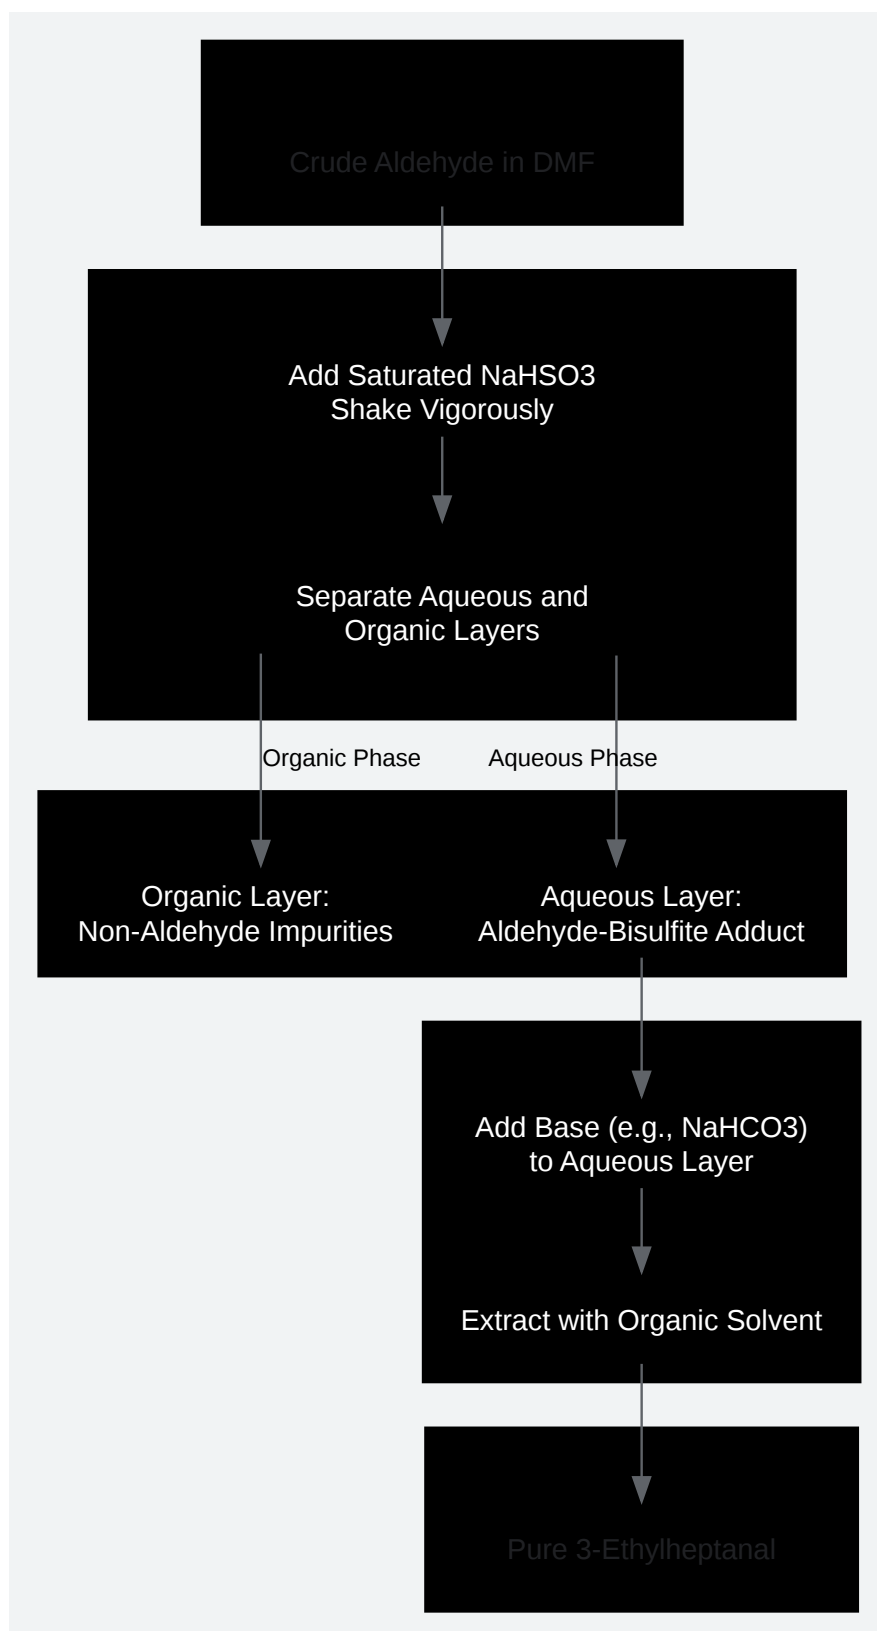 Crude Aldehyde in DMF
Add Saturated NaHSO3
Shake Vigorously
Separate Aqueous and
Organic Layers
Organic Phase
Aqueous Phase
Organic Layer:
Non-Aldehyde Impurities
Aqueous Layer:
Aldehyde-Bisulfite Adduct
Add Base (e.g., NaHCO3)
to Aqueous Layer
Extract with Organic Solvent
Pure 3-Ethylheptanal